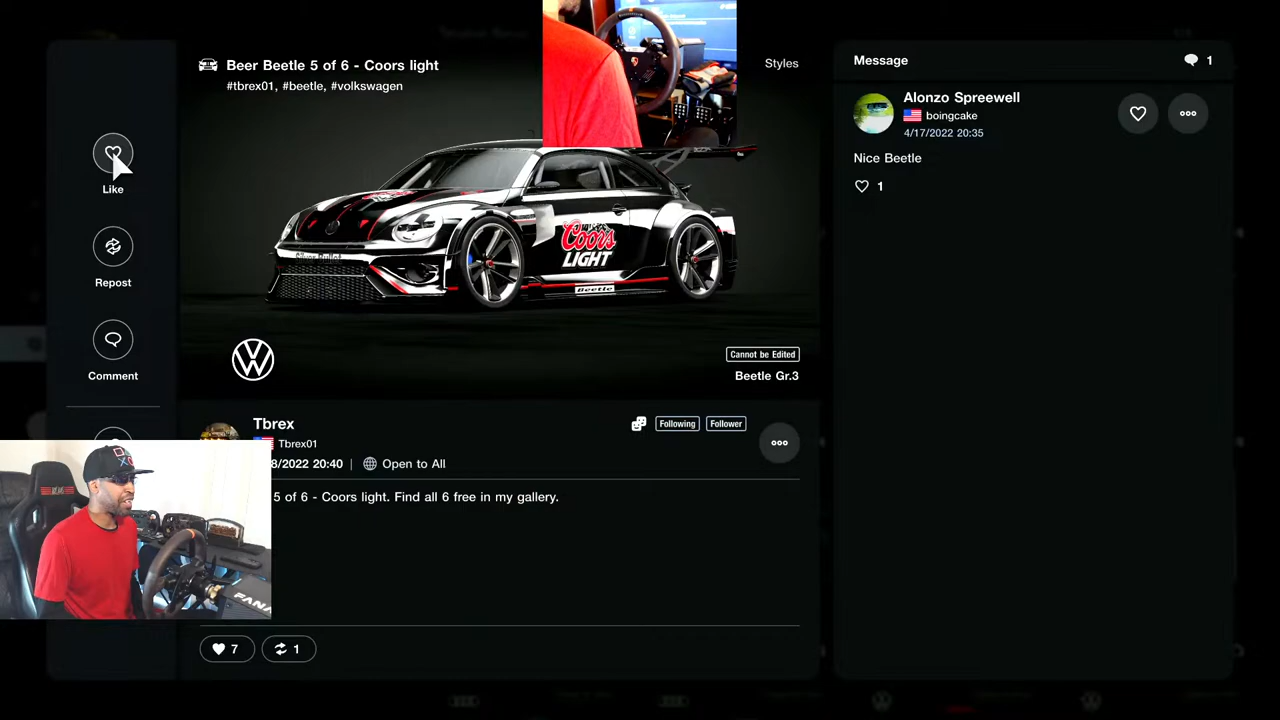 Beer Beetle 5 of 6 - Coors light
#tbrex01, #beetle, #volkswagen
Styles
Like
Repost
Comment
Coors
LIGHT
Silver Bullet
Beetle
Cannot be Edited
Beetle Gr.3
Tbrex
Following
Follower
Tbrex01
8/2022 20:40 | Open to All
5 of 6 - Coors light. Find all 6 free in my gallery.
7
1
Message
1
Alonzo Spreewell
boingcake
4/17/2022 20:35
Nice Beetle
1
FANA